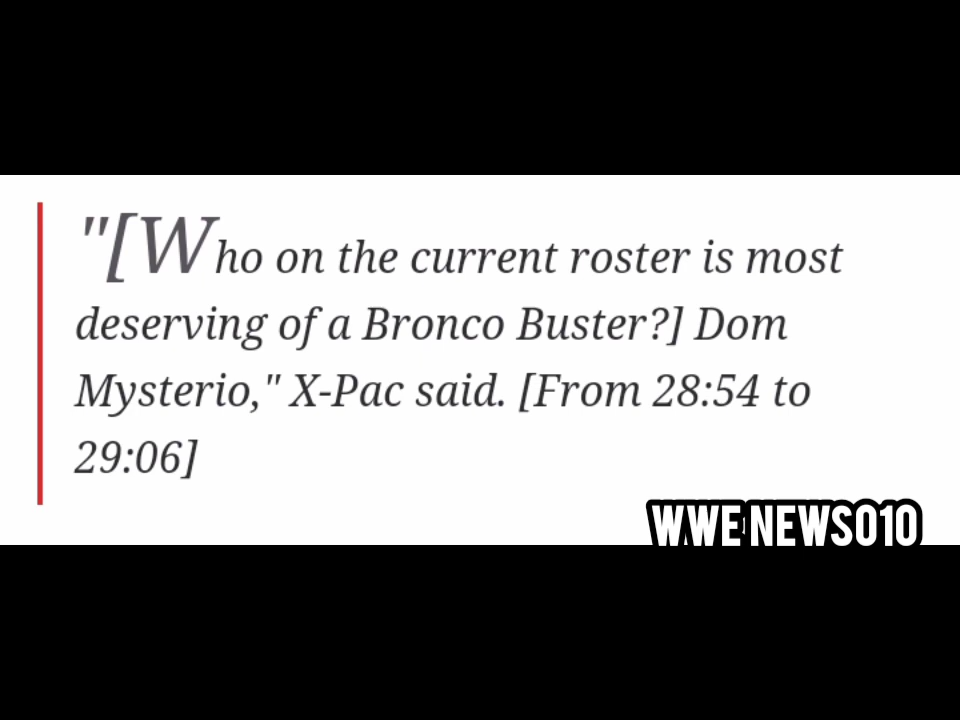 "[Who on the current roster is most
deserving of a Bronco Buster?] Dom
Mysterio," X-Pac said. [From 28:54 to
29:06]
WWE NEWS010